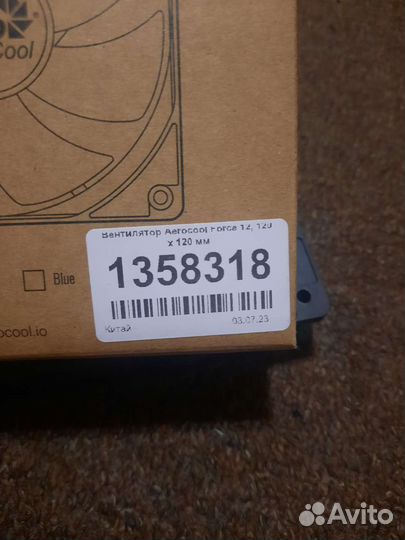 Cool
Вентилятор Aerocool Force 12, 120
x 120 мм
Blue
1358318
Китай
03.07.23
ocool.io
Avito